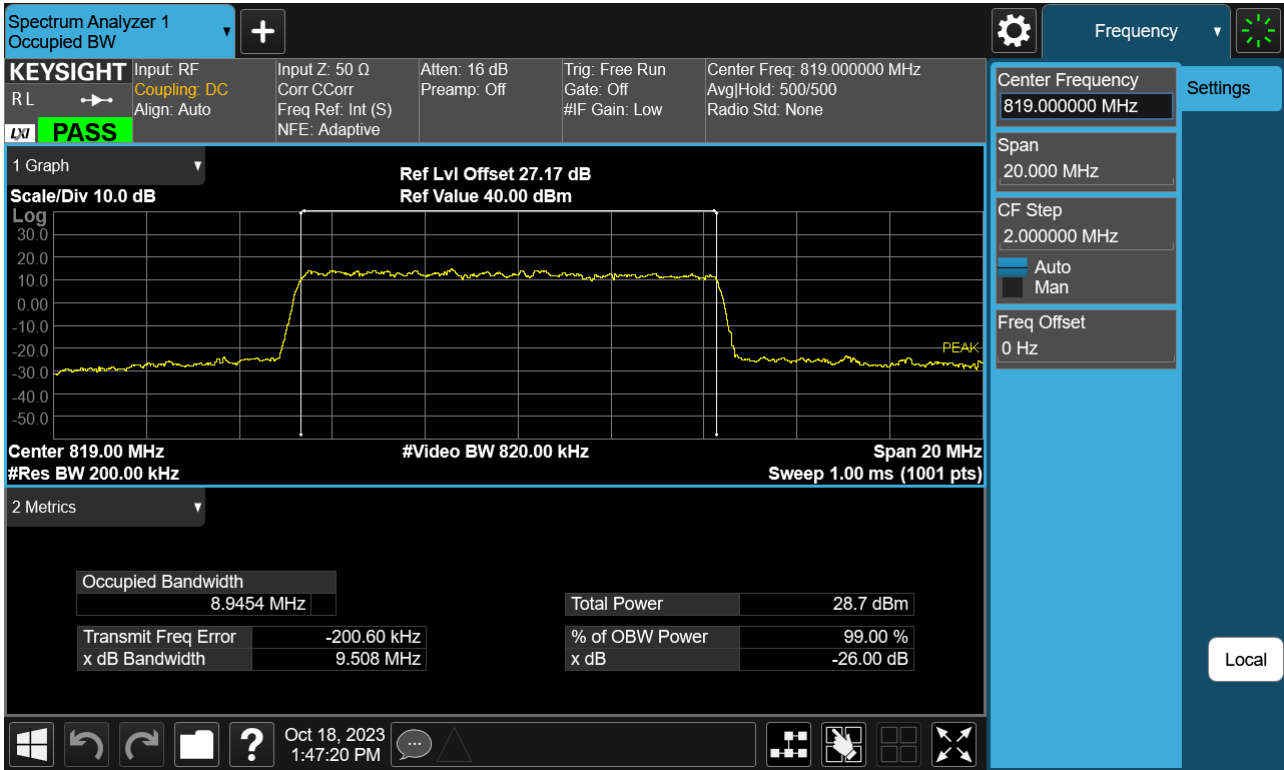 Spectrum Analyzer 1
Occupied BW
Frequency
KEYSIGHT
R L
LXI
PASS
Input: RF
Coupling: DC
Align: Auto
Input Z: 50 Ω
Corr CCorr
Freq Ref: Int (S)
NFE: Adaptive
Atten: 16 dB
Preamp: Off
Trig: Free Run
Gate: Off
#IF Gain: Low
Center Freq: 819.000000 MHz
Avg|Hold: 500/500
Radio Std: None
Center Frequency
819.000000 MHz
Settings
Span
20.000 MHz
CF Step
2.000000 MHz
Auto
Man
Freq Offset
0 Hz
1 Graph
Scale/Div 10.0 dB
Ref Lvl Offset 27.17 dB
Ref Value 40.00 dBm
Log
30.0
20.0
10.0
0.00
-10.0
-20.0
-30.0
-40.0
-50.0
PEAK
Center 819.00 MHz
#Video BW 820.00 kHz
Span 20 MHz
#Res BW 200.00 kHz
Sweep 1.00 ms (1001 pts)
2 Metrics
Occupied Bandwidth
8.9454 MHz
Total Power 28.7 dBm
Transmit Freq Error -200.60 kHz
% of OBW Power 99.00 %
x dB Bandwidth 9.508 MHz
x dB -26.00 dB
Local
?
Oct 18, 2023
1:47:20 PM